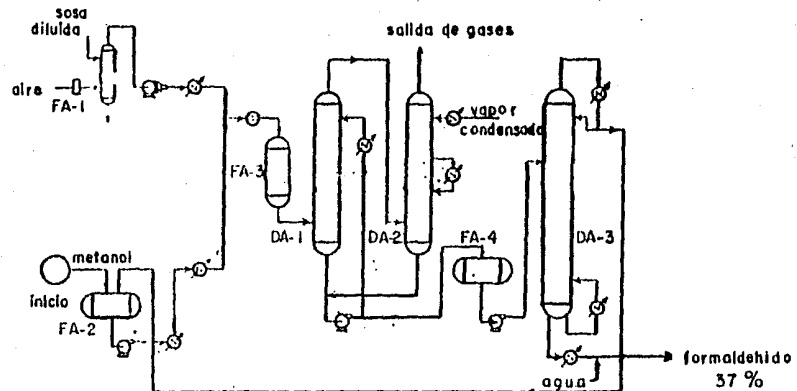 sosa
diluida
aire
FA-1
salida de gases
vapor
condensado
FA-3
DA-1
DA-2
FA-4
DA-3
metanol
inicio
FA-2
agua
formaldehido
37 %